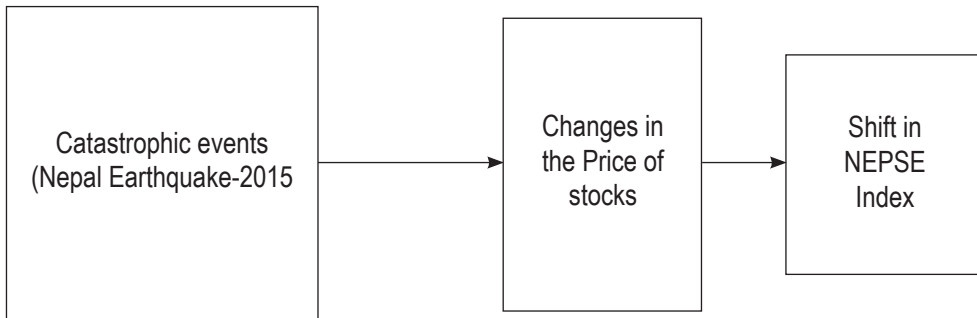 Catastrophic events
(Nepal Earthquake-2015
Changes in
the Price of
stocks
Shift in
NEPSE
Index